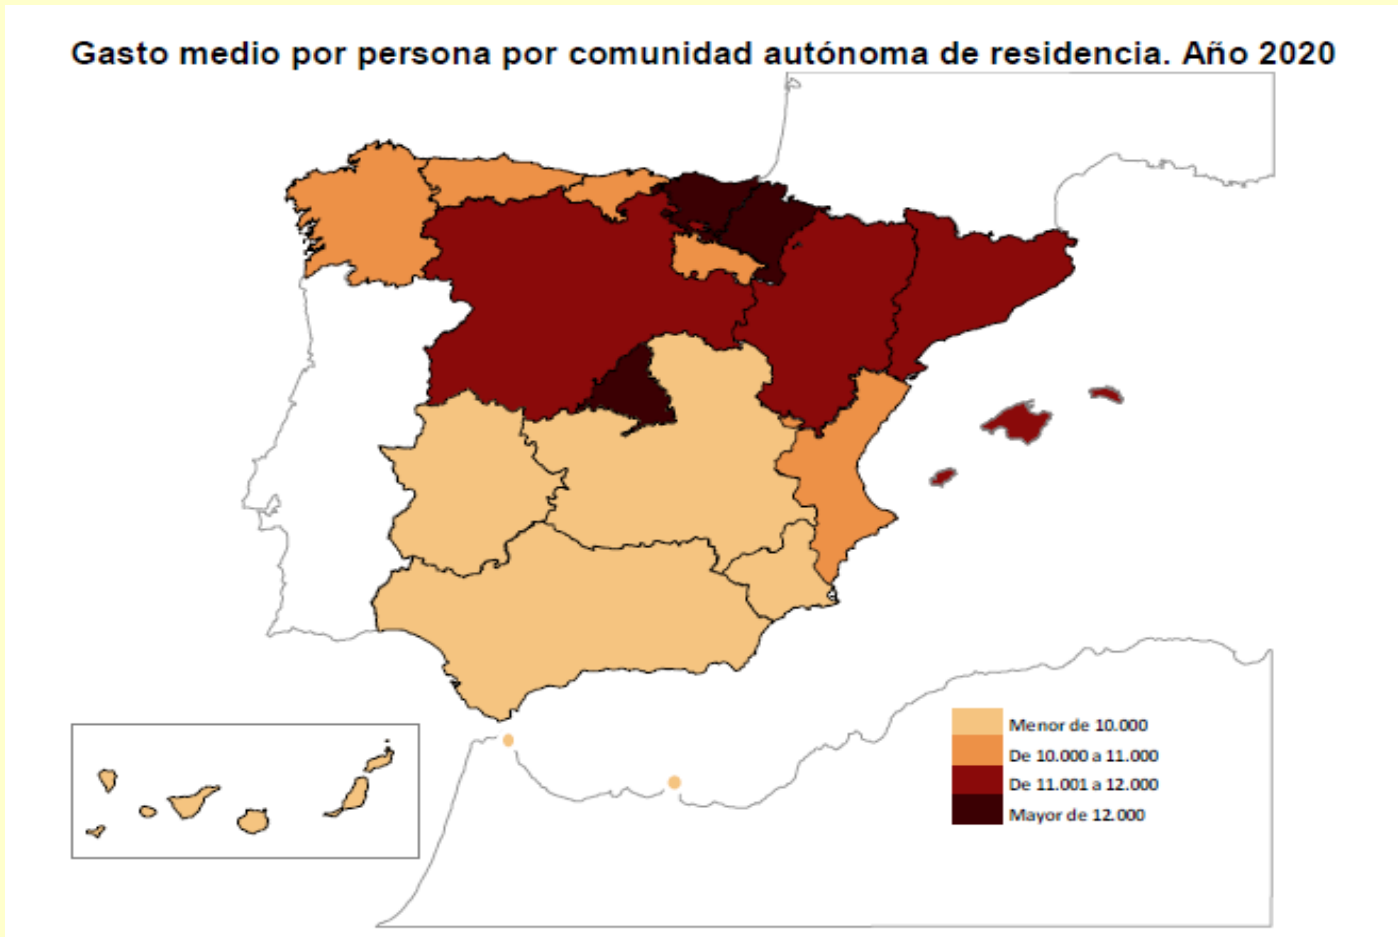 Gasto medio por persona por comunidad autónoma de residencia. Año 2020
Menor de 10.000
De 10.000 a 11.000
De 11.001 a 12.000
Mayor de 12.000